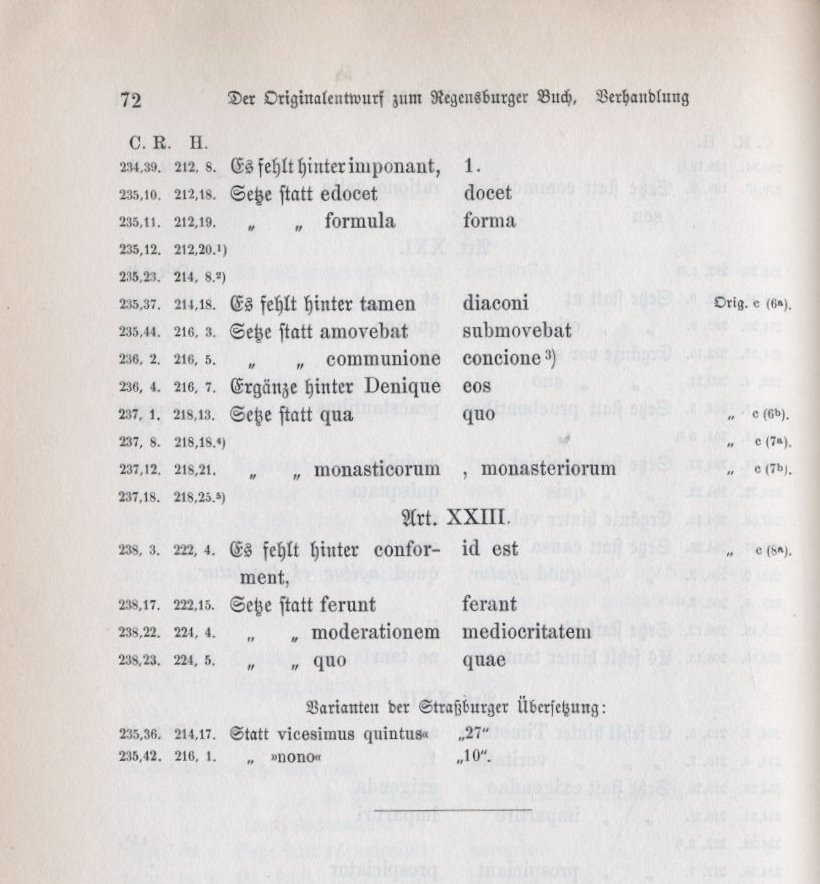 72 Der Originalentwurf zum Regensburger Buch, Verhandlung
C. R. H.
234,39. 212, 8. Es fehlt hinter imponant, 1.
235,10. 212,18. Setze statt edocet docet
235,11. 212,19. „ „ formula forma
235,12. 212,20.¹)
235,23. 214, 8.²)
235,37. 214,18. Es fehlt hinter tamen diaconi Orig. c (6ᵃ).
235,44. 216, 3. Setze statt amovebat submovebat
236, 2. 216, 5. „ „ communione concione ³)
236, 4. 216, 7. Ergänze hinter Denique eos
237, 1. 218,13. Setze statt qua quo „ c (6ᵇ).
237, 8. 218,18.⁴) „ c (7ᵃ).
237,12. 218,21. „ „ monasticorum , monasteriorum „ c (7ᵇ).
237,18. 218,25.⁵)
Art. XXIII.
238, 3. 222, 4. Es fehlt hinter confor- id est „ c (8ᵃ).
ment,
238,17. 222,15. Setze statt ferunt ferant
238,22. 224, 4. „ „ moderationem mediocritatem
238,23. 224, 5. „ „ quo quae
Varianten der Straßburger Übersetzung:
235,36. 214,17. Statt vicesimus quintus« „27“
235,42. 216, 1. „ »nono« „10“.